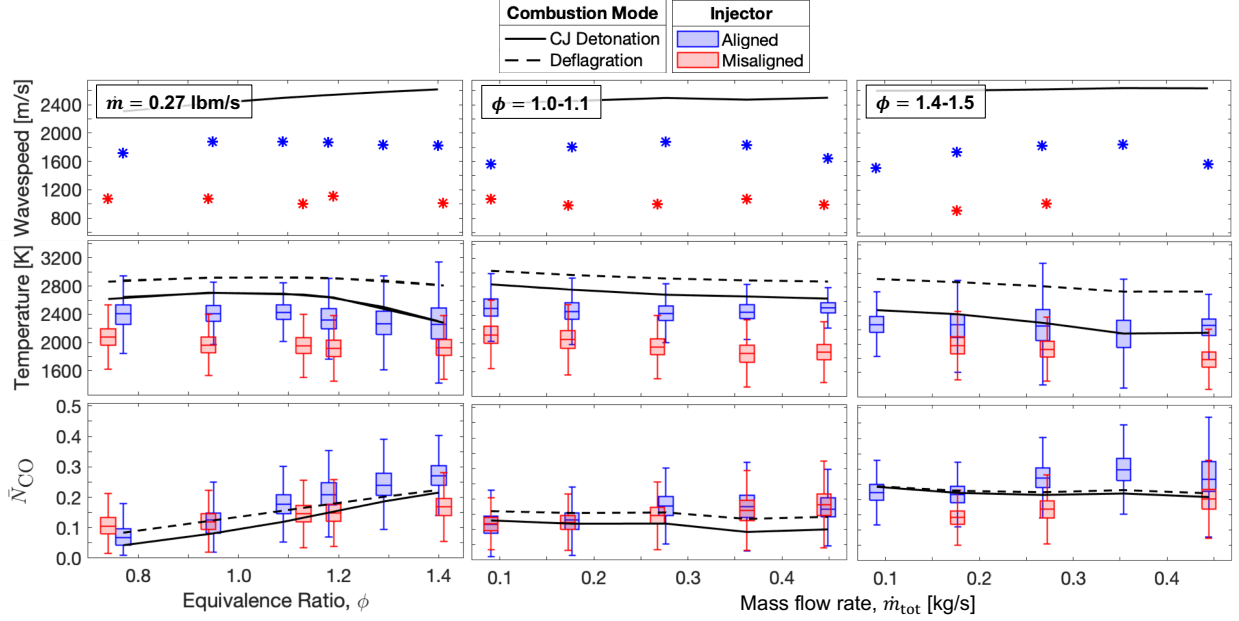 Combustion Mode
CJ Detonation
Deflagration
Injector
Aligned
Misaligned
Wavespeed [m/s]
2400
2000
1600
1200
800
ṁ = 0.27 lbm/s
ϕ = 1.0-1.1
ϕ = 1.4-1.5
Temperature [K]
3200
2800
2400
2000
1600
N̄CO
0.5
0.4
0.3
0.2
0.1
0.0
0.8 1.0 1.2 1.4
0.1 0.2 0.3 0.4
0.1 0.2 0.3 0.4
Equivalence Ratio, ϕ
Mass flow rate, ṁtot [kg/s]